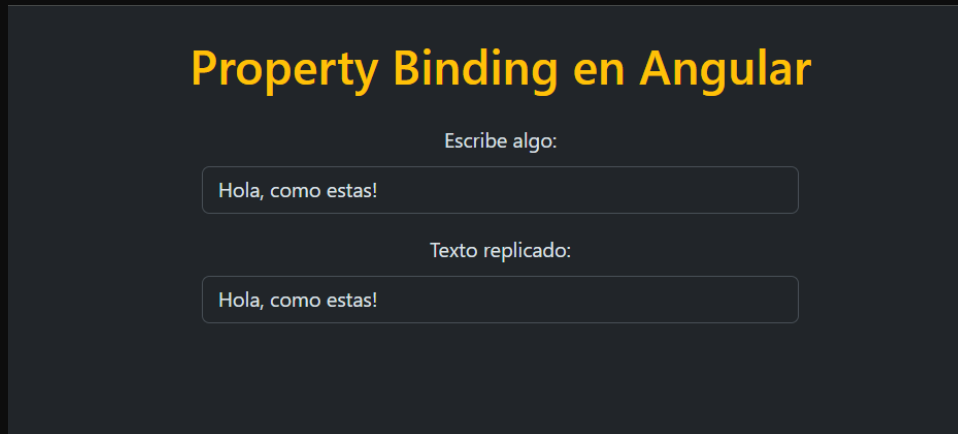 Property Binding en Angular
Escribe algo:
Hola, como estas!
Texto replicado:
Hola, como estas!